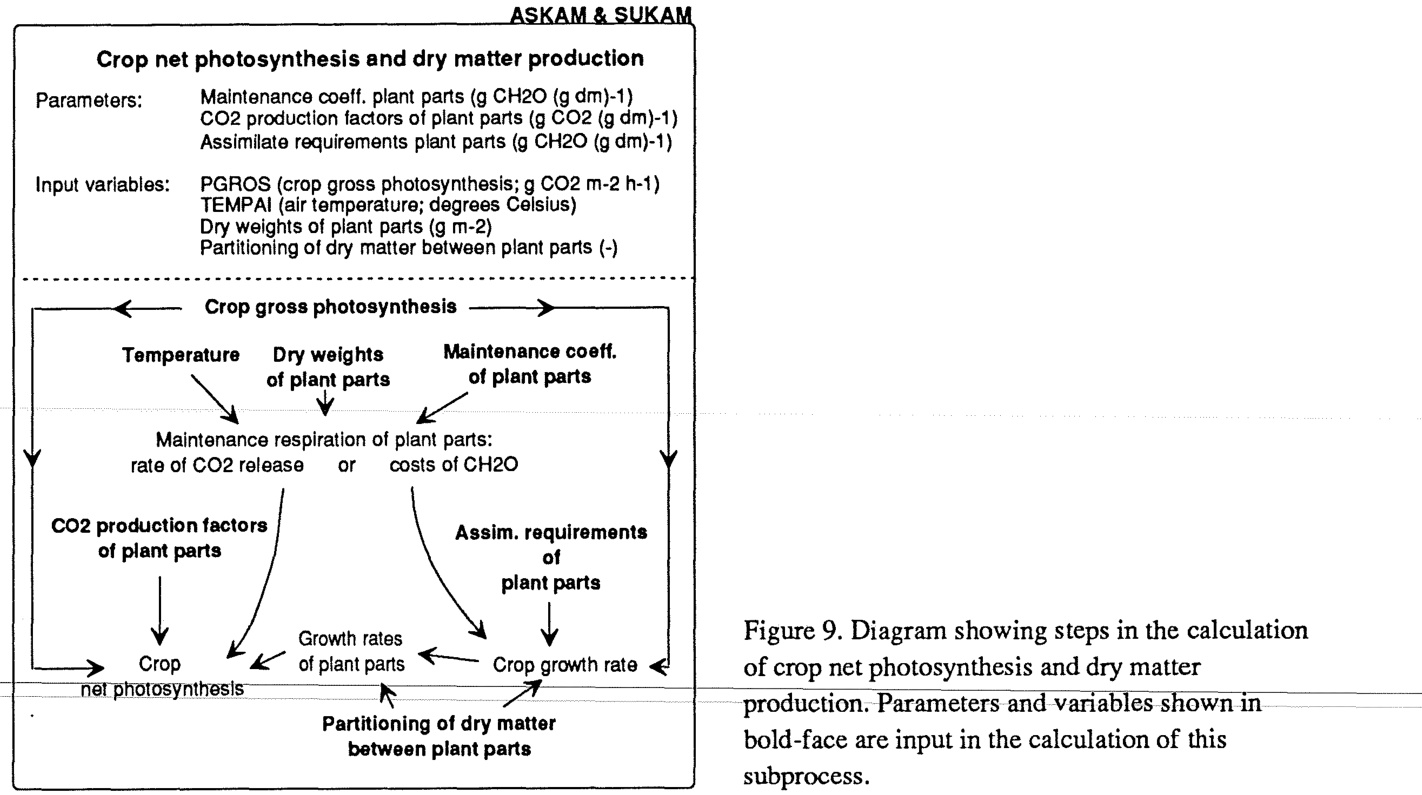 ASKAM & SUKAM
Crop net photosynthesis and dry matter production
Parameters: Maintenance coeff. plant parts (g CH2O (g dm)-1)
CO2 production factors of plant parts (g CO2 (g dm)-1)
Assimilate requirements plant parts (g CH2O (g dm)-1)
Input variables: PGROS (crop gross photosynthesis; g CO2 m-2 h-1)
TEMPAI (air temperature; degrees Celsius)
Dry weights of plant parts (g m-2)
Partitioning of dry matter between plant parts (-)
Crop gross photosynthesis
Temperature
Dry weights
of plant parts
Maintenance coeff.
of plant parts
Maintenance respiration of plant parts:
rate of CO2 release or costs of CH2O
CO2 production factors
of plant parts
Assim. requirements
of
plant parts
Crop
net photosynthesis
Growth rates
of plant parts
Crop growth rate
Partitioning of dry matter
between plant parts
Figure 9. Diagram showing steps in the calculation
of crop net photosynthesis and dry matter
production. Parameters and variables shown in
bold-face are input in the calculation of this
subprocess.